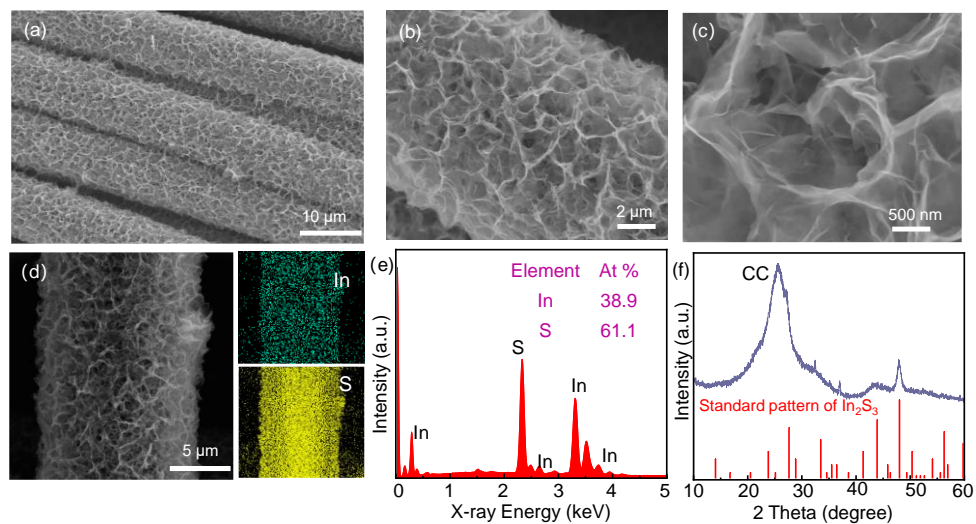 (a)
10 µm
(b)
2 µm
(c)
500 nm
(d)
5 µm
In
S
(e)
Element At %
In 38.9
S 61.1
S
In
In
In
In
Intensity (a.u.)
0 1 2 3 4 5
X-ray Energy (keV)
(f)
CC
Standard pattern of In₂S₃
Intensity (a.u.)
10 20 30 40 50 60
2 Theta (degree)